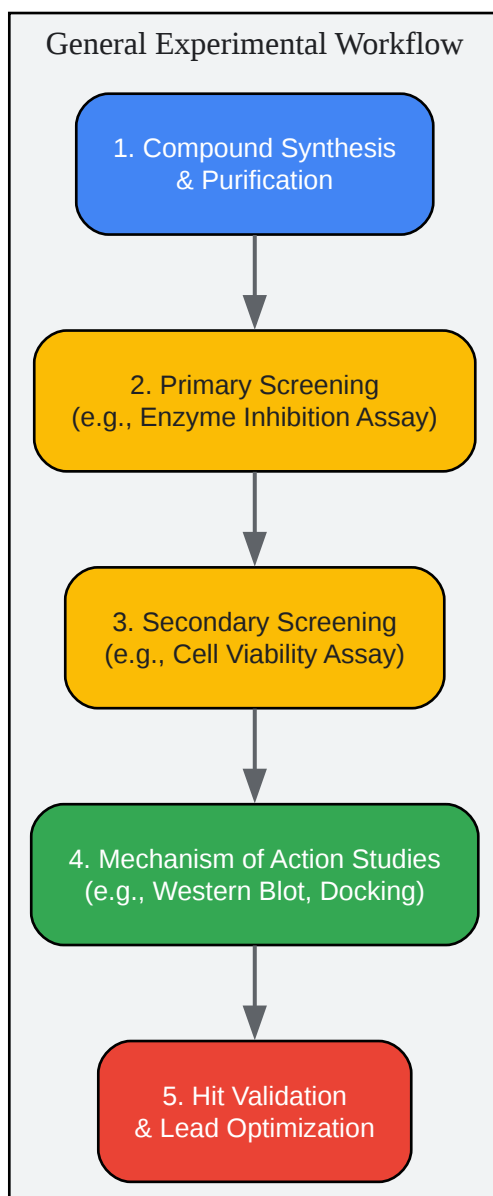 General Experimental Workflow
1. Compound Synthesis
& Purification
2. Primary Screening
(e.g., Enzyme Inhibition Assay)
3. Secondary Screening
(e.g., Cell Viability Assay)
4. Mechanism of Action Studies
(e.g., Western Blot, Docking)
5. Hit Validation
& Lead Optimization